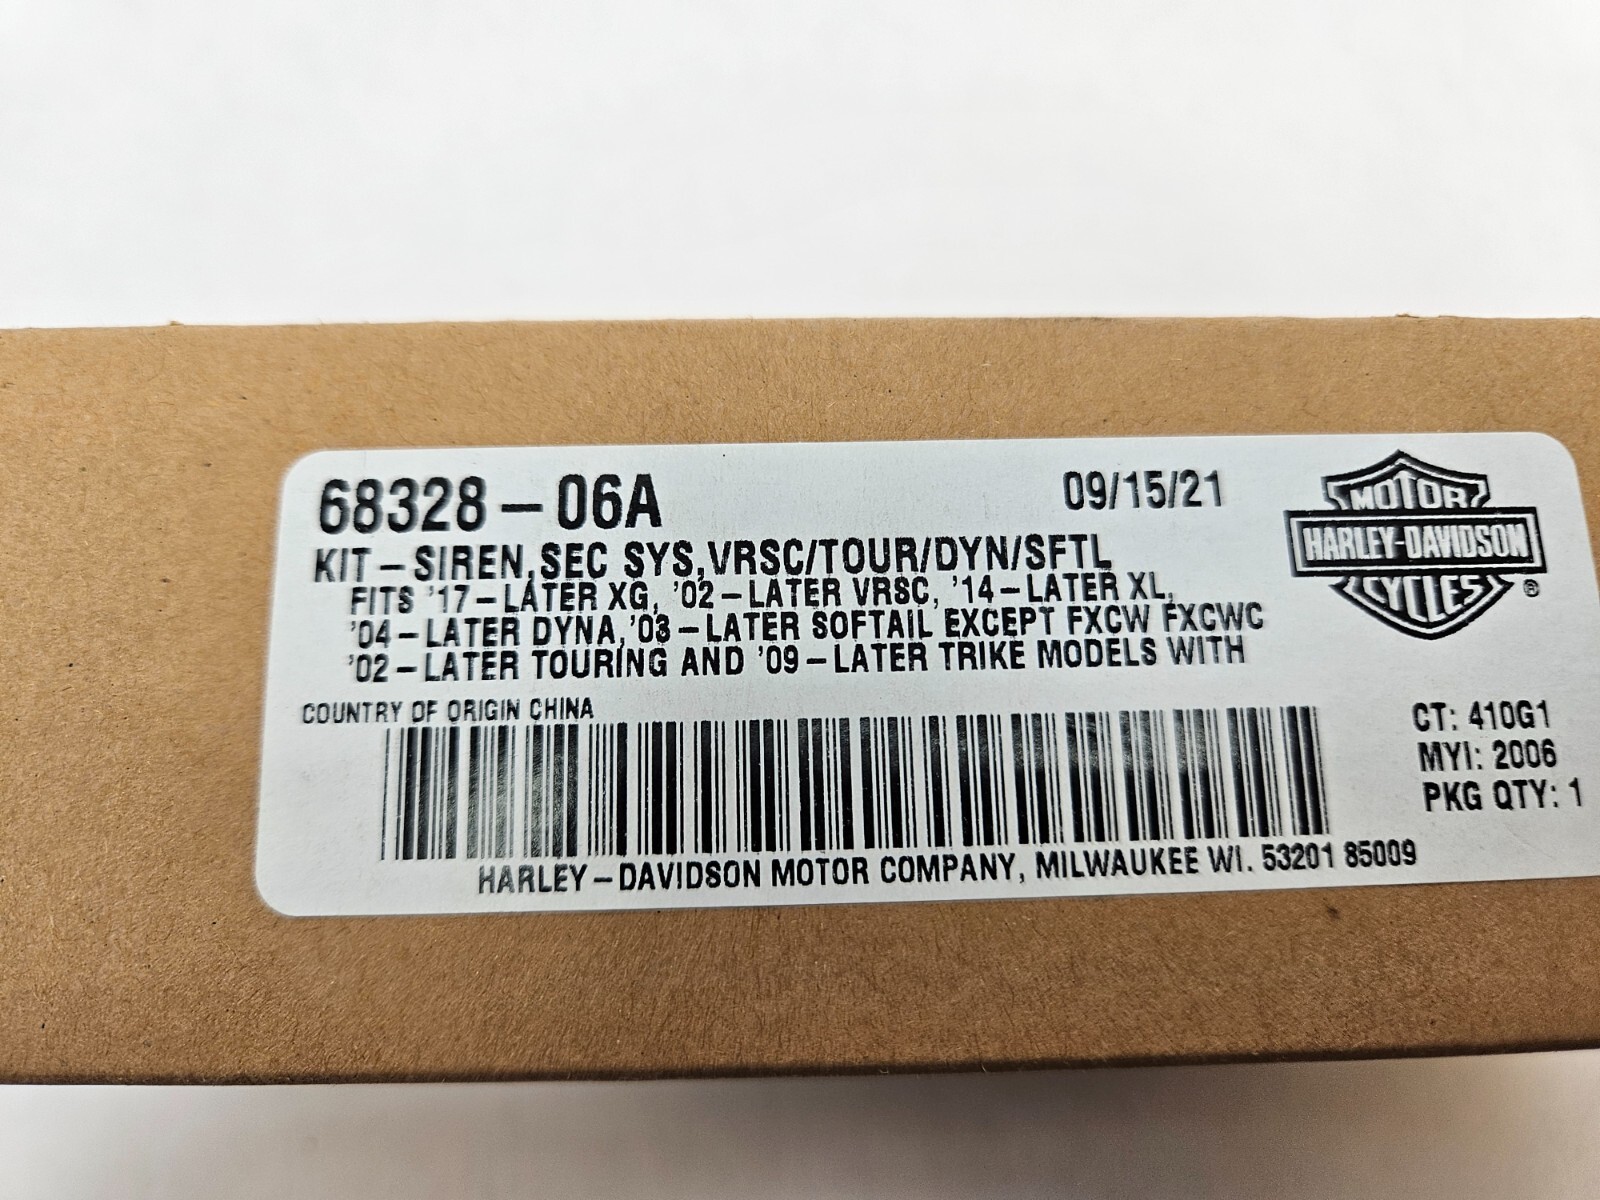 68328-06A
09/15/21
MOTOR
HARLEY-DAVIDSON
CYCLES
®
KIT-SIREN,SEC SYS,VRSC/TOUR/DYN/SFTL
FITS '17-LATER XG, '02-LATER VRSC, '14-LATER XL,
'04-LATER DYNA,'03-LATER SOFTAIL EXCEPT FXCW FXCWC
'02-LATER TOURING AND '09-LATER TRIKE MODELS WITH
COUNTRY OF ORIGIN CHINA
CT: 410G1
MYI: 2006
PKG QTY: 1
HARLEY-DAVIDSON MOTOR COMPANY, MILWAUKEE WI. 53201 85009